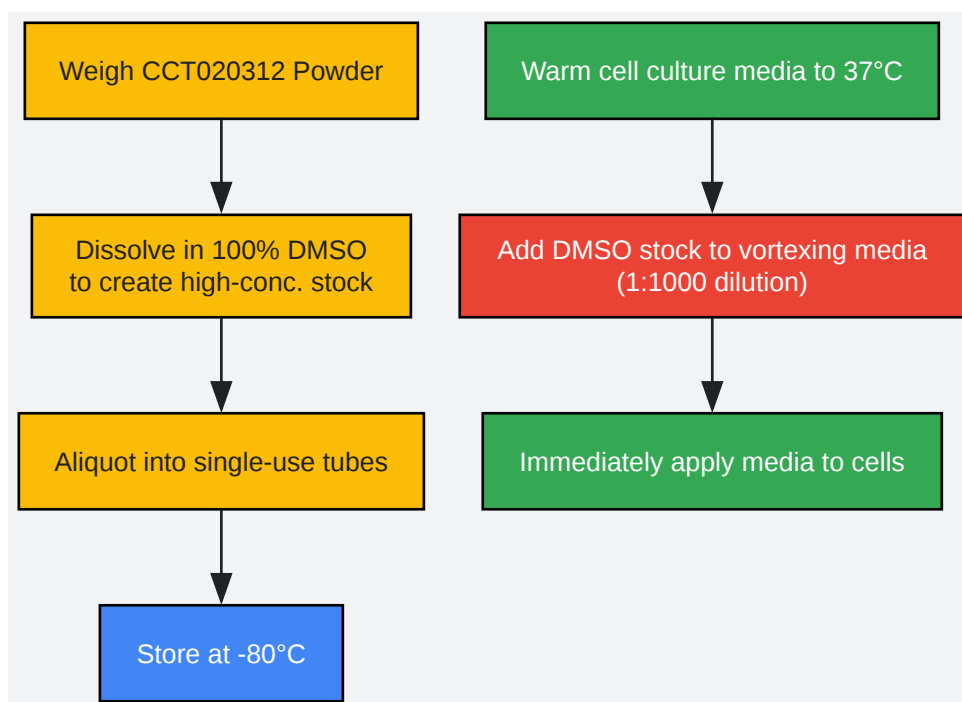 Weigh CCT020312 Powder
Dissolve in 100% DMSO
to create high-conc. stock
Aliquot into single-use tubes
Store at -80°C
Warm cell culture media to 37°C
Add DMSO stock to vortexing media
(1:1000 dilution)
Immediately apply media to cells